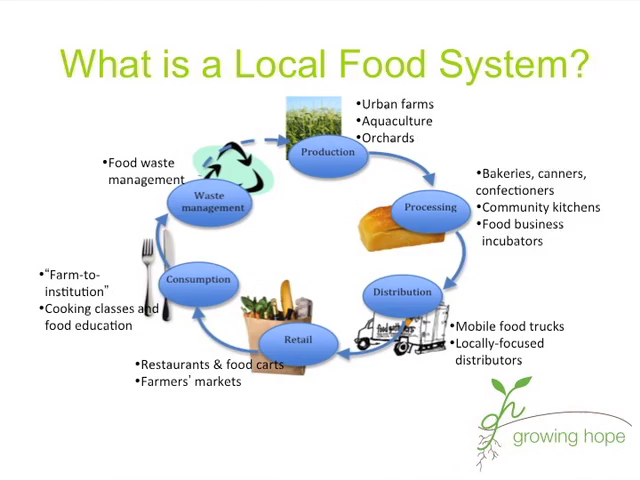 What is a Local Food System?
•Urban farms
•Aquaculture
•Orchards
Production
•Food waste
management
Waste
management
•Bakeries, canners,
confectioners
•Community kitchens
•Food business
incubators
Processing
•“Farm-to-
institution”
•Cooking classes and
food education
Consumption
Distribution
•Mobile food trucks
•Locally-focused
distributors
Retail
•Restaurants & food carts
•Farmers’ markets
gh
growing hope